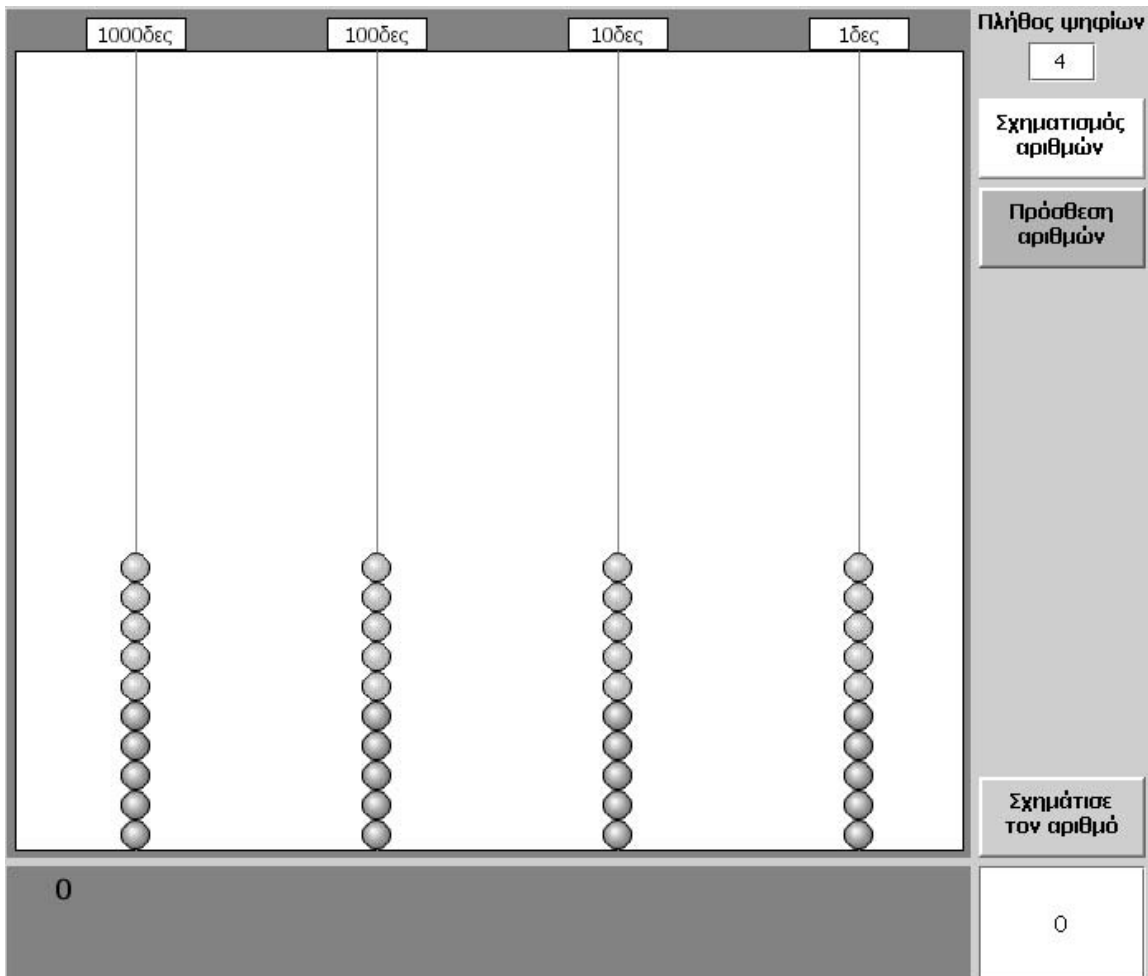 1000δες 100δες 10δες 1δες
Πλήθος ψηφίων
4
Σχηματισμός
αριθμών
Πρόσθεση
αριθμών
Σχημάτισε
τον αριθμό
0
0